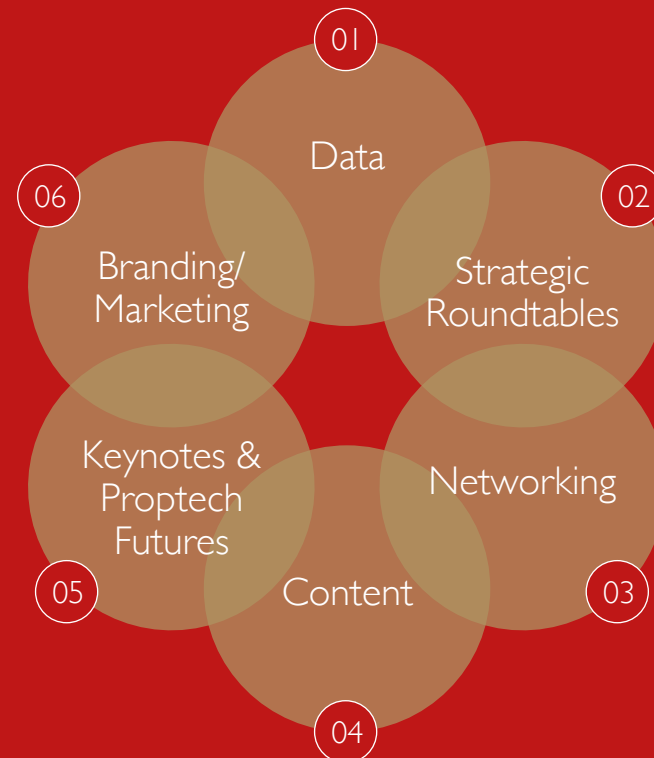 01
Data
02
Strategic
Roundtables
03
Networking
04
Content
05
Keynotes &
Proptech
Futures
06
Branding/
Marketing